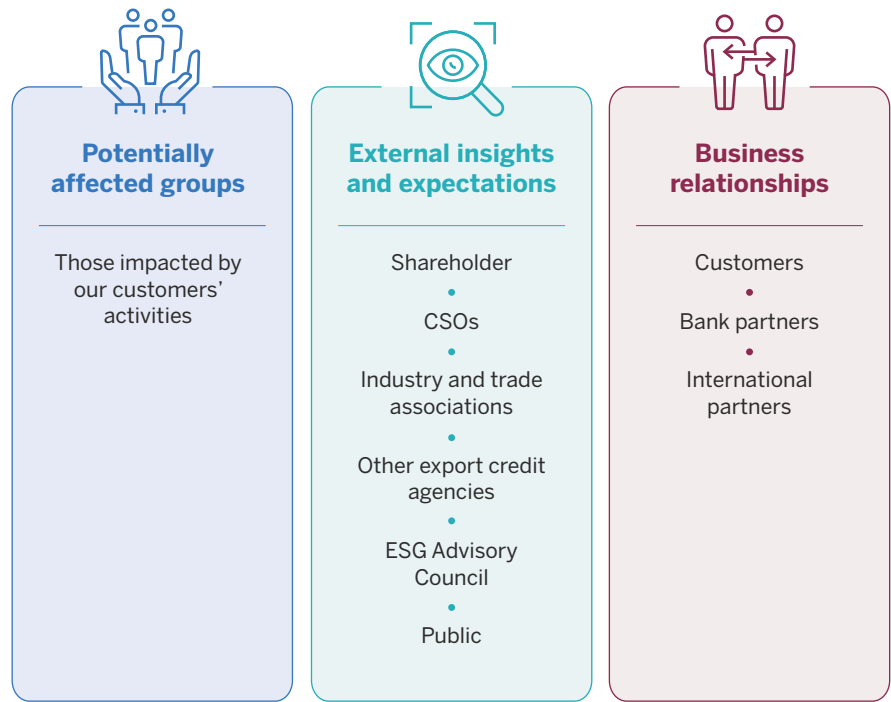 Potentially
affected groups
Those impacted by
our customers’
activities
External insights
and expectations
Shareholder
•
CSOs
•
Industry and trade
associations
•
Other export credit
agencies
•
ESG Advisory
Council
•
Public
Business
relationships
Customers
•
Bank partners
•
International
partners